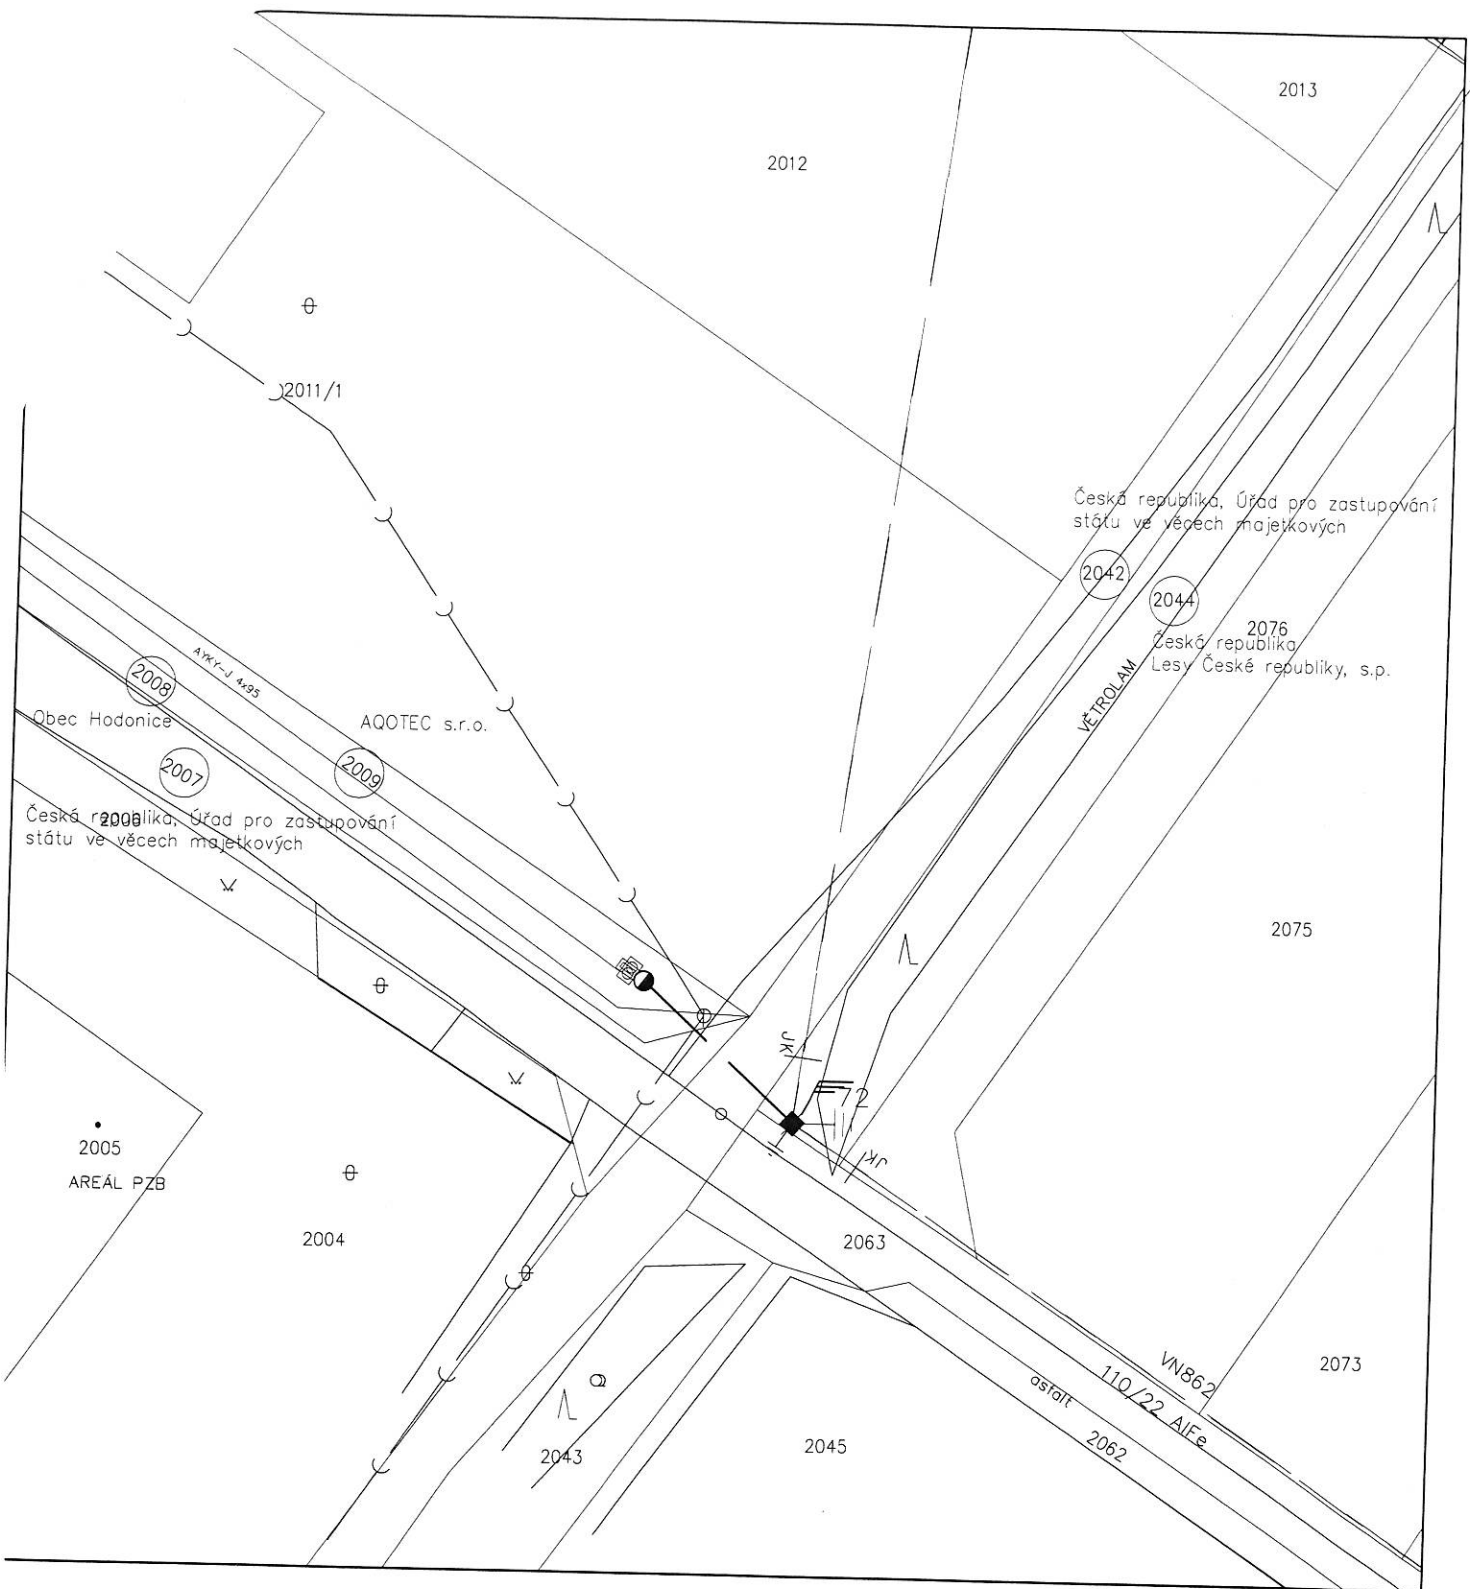 2013
2012
2011/1
Česká republika, Úřad pro zastupování
státu ve věcech majetkových
2042
2044
2076
Česká republika
Lesy České republiky, s.p.
VĚTROLAM
AYKY-J 4x95
2008
Obec Hodonice
AQOTEC s.r.o.
2007
2009
2006
Česká republika, Úřad pro zastupování
státu ve věcech majetkových
2075
JK
72
JK
2005
AREÁL PZB
2004
2063
VN862
110/22 AlFe
2073
asfalt
2062
2043
2045